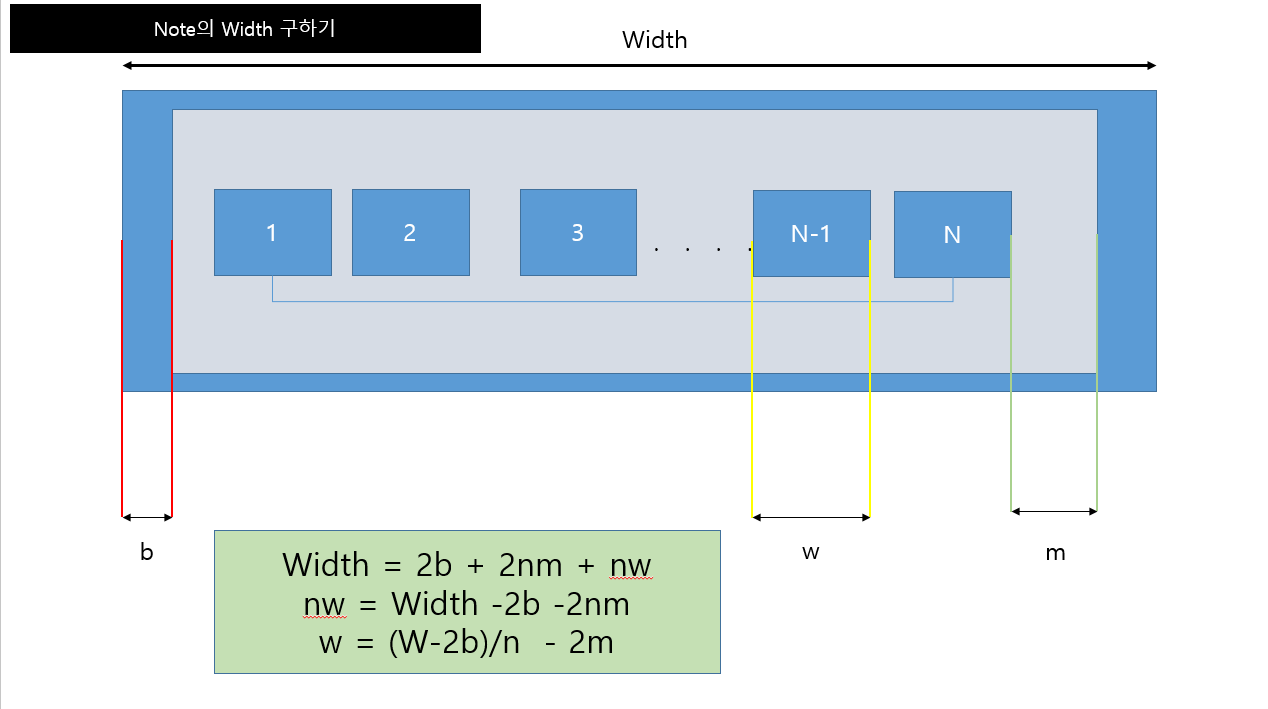 Note의 Width 구하기
Width
1
2
3
. . . .
N-1
N
b
w
m
Width = 2b + 2nm + nw
nw = Width -2b -2nm
w = (W-2b)/n - 2m